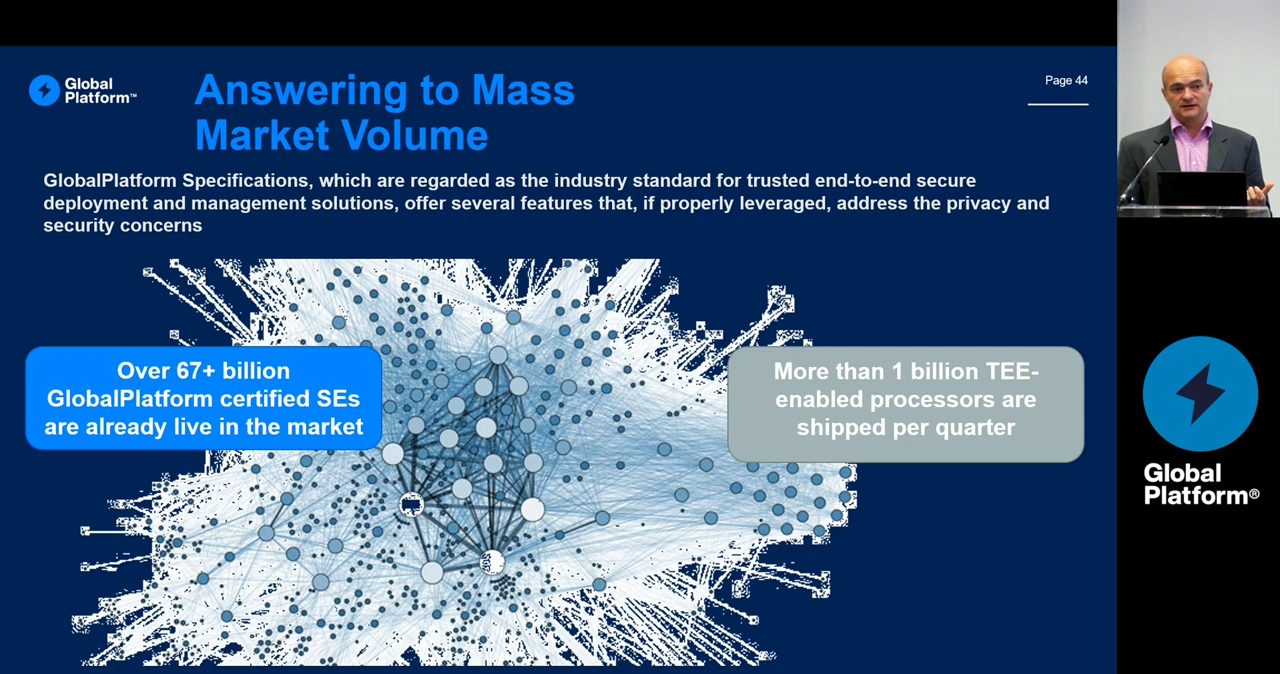 Global
Platform™
Answering to Mass
Market Volume
Page 44
GlobalPlatform Specifications, which are regarded as the industry standard for trusted end-to-end secure
deployment and management solutions, offer several features that, if properly leveraged, address the privacy and
security concerns
Over 67+ billion
GlobalPlatform certified SEs
are already live in the market
More than 1 billion TEE-
enabled processors are
shipped per quarter
Global
Platform®